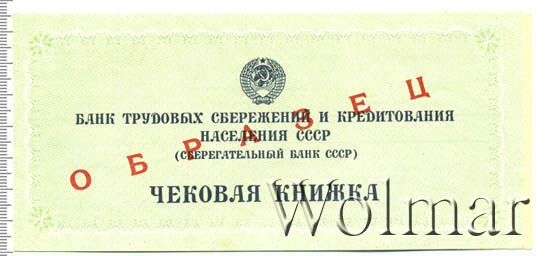 БАНК ТРУДОВЫХ СБЕРЕЖЕНИЙ И КРЕДИТОВАНИЯ
НАСЕЛЕНИЯ СССР
(СБЕРЕГАТЕЛЬНЫЙ БАНК СССР)
ОБРАЗЕЦ
ЧЕКОВАЯ КНИЖКА
Wolmar